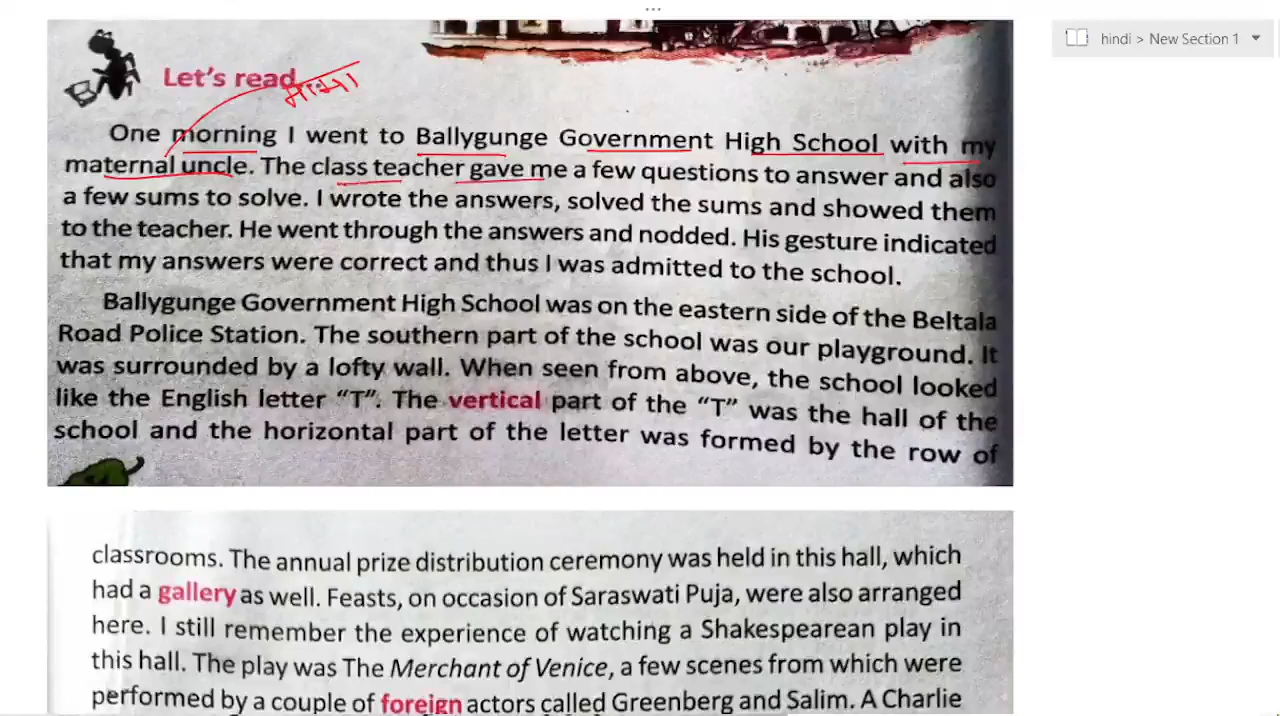 hindi > New Section 1
Let's read...
One morning I went to Ballygunge Government High School with my
maternal uncle. The class teacher gave me a few questions to answer and also
a few sums to solve. I wrote the answers, solved the sums and showed them
to the teacher. He went through the answers and nodded. His gesture indicated
that my answers were correct and thus I was admitted to the school.
Ballygunge Government High School was on the eastern side of the Beltala
Road Police Station. The southern part of the school was our playground. It
was surrounded by a lofty wall. When seen from above, the school looked
like the English letter “T”. The vertical part of the “T” was the hall of the
school and the horizontal part of the letter was formed by the row of
classrooms. The annual prize distribution ceremony was held in this hall, which
had a gallery as well. Feasts, on occasion of Saraswati Puja, were also arranged
here. I still remember the experience of watching a Shakespearean play in
this hall. The play was The Merchant of Venice, a few scenes from which were
performed by a couple of foreign actors called Greenberg and Salim. A Charlie